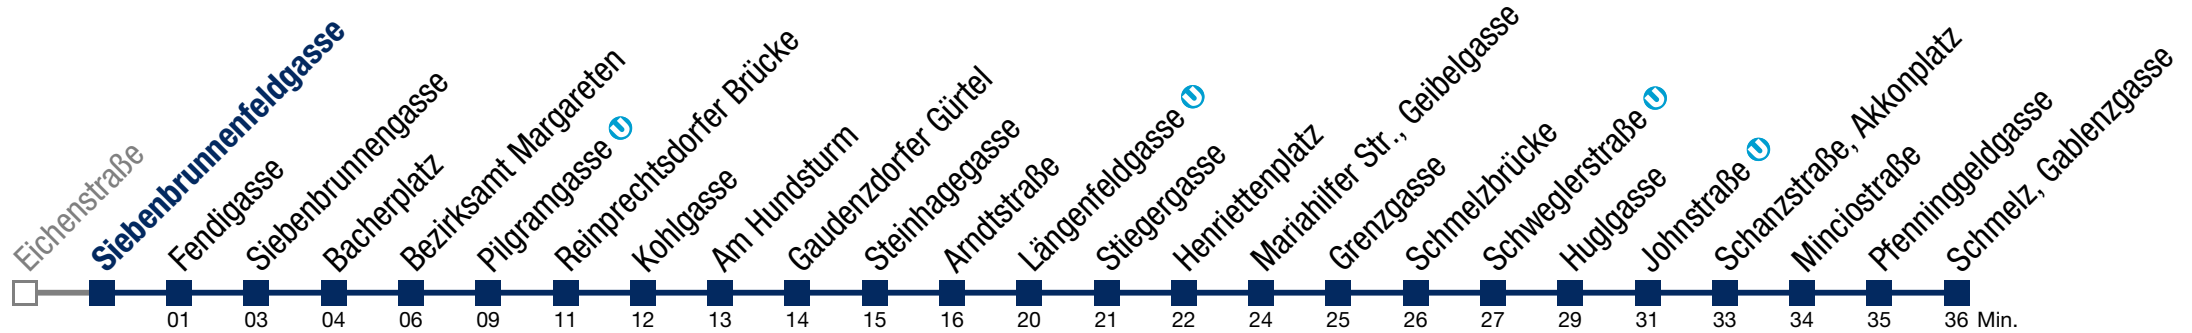 Eichenstraße
Siebenbrunnenfeldgasse
Fendigasse
Siebenbrunnengasse
Bacherplatz
Bezirksamt Margareten
Pilgramgasse U
Reinprechtsdorfer Brücke
Kohlgasse
Am Hundsturm
Gaudenzdorfer Gürtel
Steinhagegasse
Arndtstraße
Längenfeldgasse U
Stiegergasse
Henriettenplatz
Mariahilfer Str., Geibelgasse
Grenzgasse
Schmelzbrücke
Schweglerstraße U
Huglgasse
Johnstraße U
Schanzstraße, Akkonplatz
Minciostraße
Pfenninggeldgasse
Schmelz, Gablenzgasse
01 03 04 06 09 11 12 13 14 15 16 20 21 22 24 25 26 27 29 31 33 34 35 36 Min.